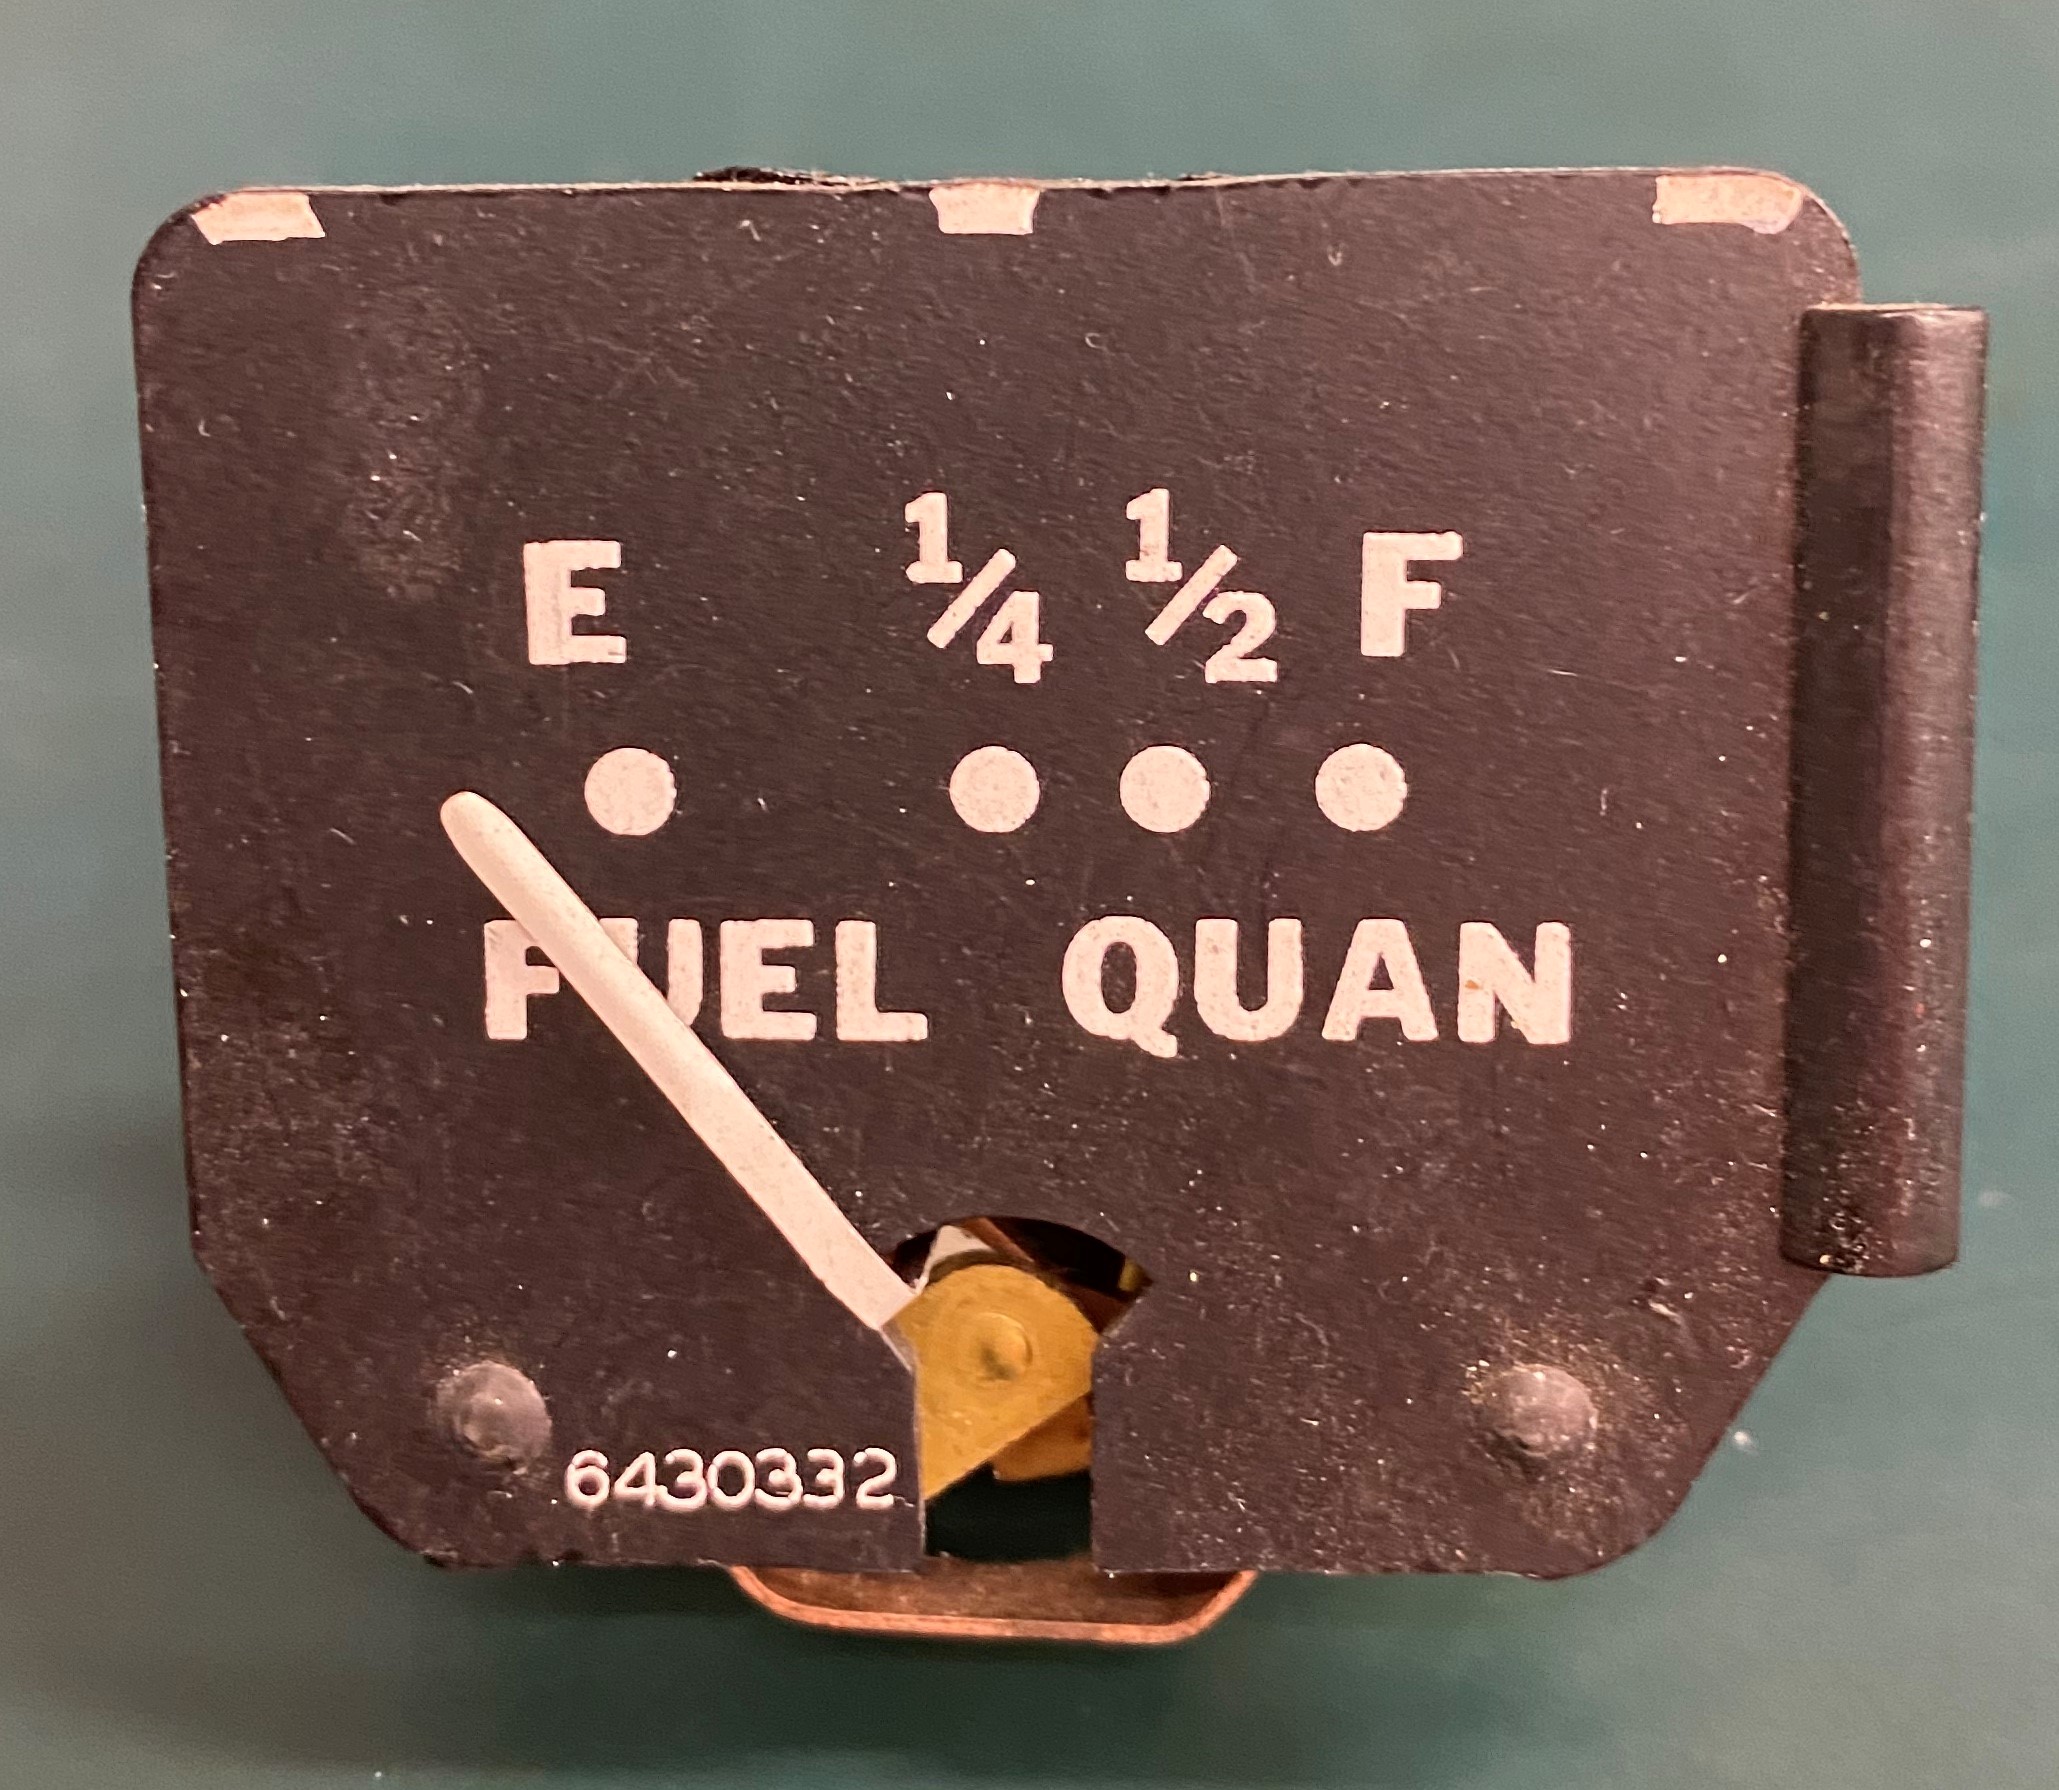 E ¼ ½ F
FUEL QUAN
6430332